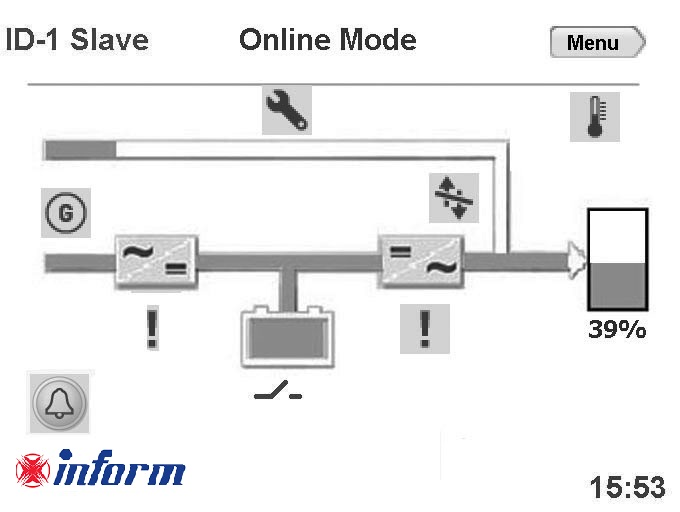 ID-1 Slave
Online Mode
Menu
G
39%
inform
15:53